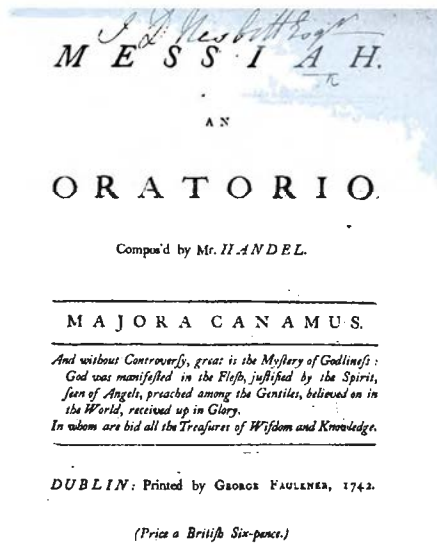 J. D. Nesbitt Esqr
MESSIAH.
AN
ORATORIO.
Compos'd by Mr. HANDEL.
MAJORA CANAMUS.
And without Controverſy, great is the Myſtery of Godlineſs :
God was manifeſted in the Fleſh, juſtified by the Spirit,
ſeen of Angels, preached among the Gentiles, believed on in
the World, received up in Glory.
In whom are hid all the Treaſures of Wiſdom and Knowledge.
DUBLIN: Printed by GEORGE FAULKNER, 1742.
(Price a Britiſh Six-pence.)